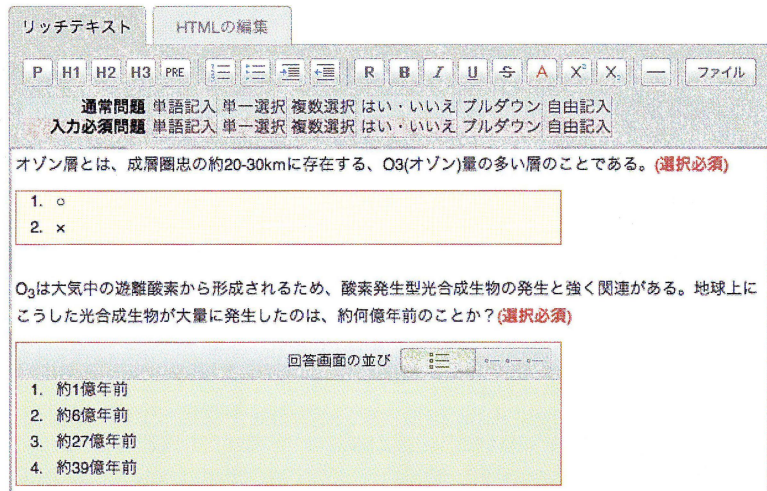 リッチテキスト HTMLの編集
P H1 H2 H3 PRE R B I U S A X² X, ファイル
通常問題 単語記入 単一選択 複数選択 はい・いいえ プルダウン 自由記入
入力必須問題 単語記入 単一選択 複数選択 はい・いいえ プルダウン 自由記入
オゾン層とは、成層圏忠の約20-30kmに存在する、O3(オゾン)量の多い層のことである。(選択必須)
1. ○
2. ×
O₃は大気中の遊離酸素から形成されるため、酸素発生型光合成生物の発生と強く関連がある。地球上に
こうした光合成生物が大量に発生したのは、約何億年前のことか？(選択必須)
回答画面の並び
1. 約1億年前
2. 約6億年前
3. 約27億年前
4. 約39億年前